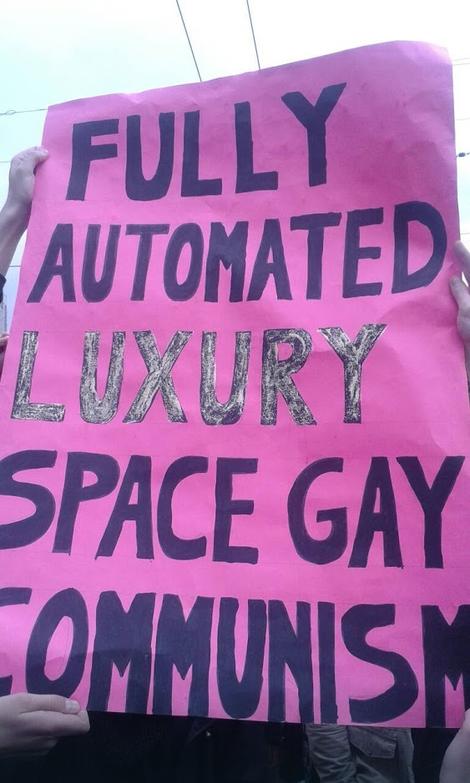 FULLY
AUTOMATED
LUXURY
SPACE GAY
COMMUNISM